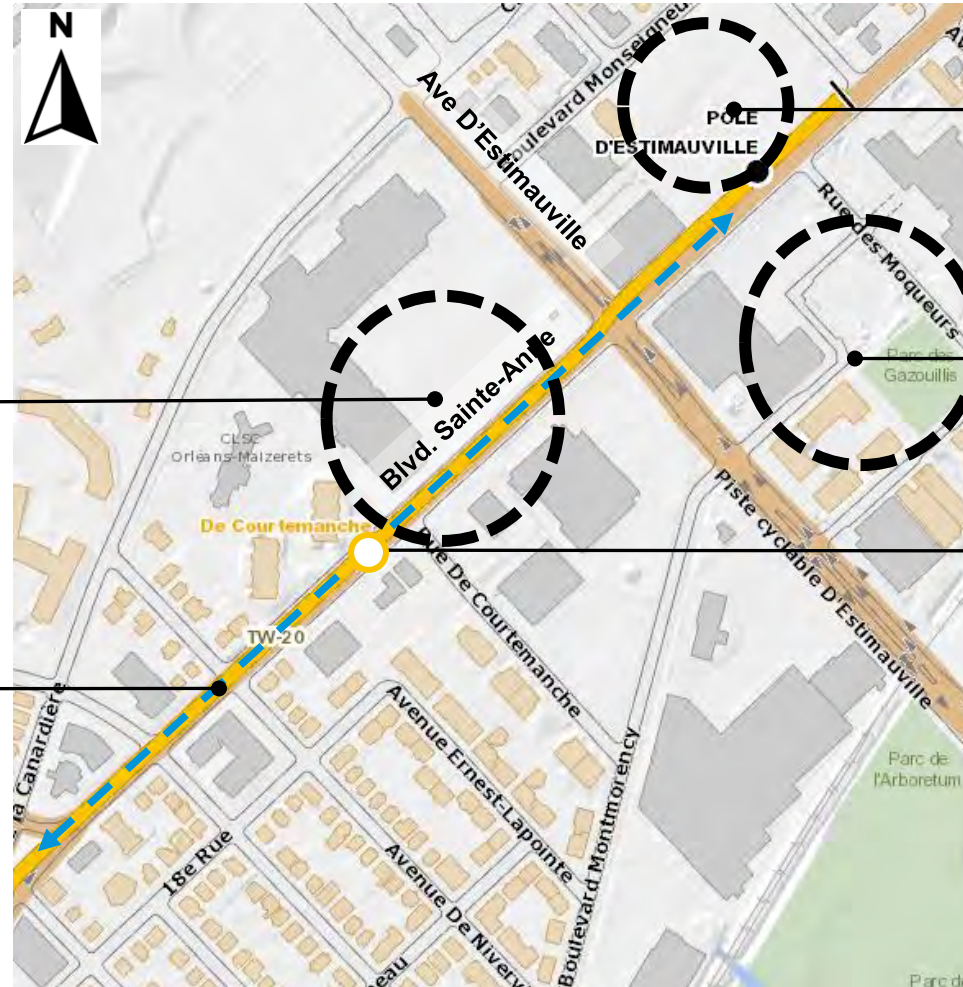 N
Boulevard Monseigneur
Ave D'Estimauville
PÔLE
D'ESTIMAUVILLE
Rue des Moqueurs
Parc des
Gazouillis
Blvd. Sainte-Anne
CLSC
Orléans-Maizerets
De Courtemanche
Rue De Courtemanche
Piste cyclable D'Estimauville
TW-20
la Canardière
Avenue Ernest-Lapointe
Parc de
l'Arboretum
18e Rue
Avenue De Niverv
Boulevard Montmorency
eau
Parc d